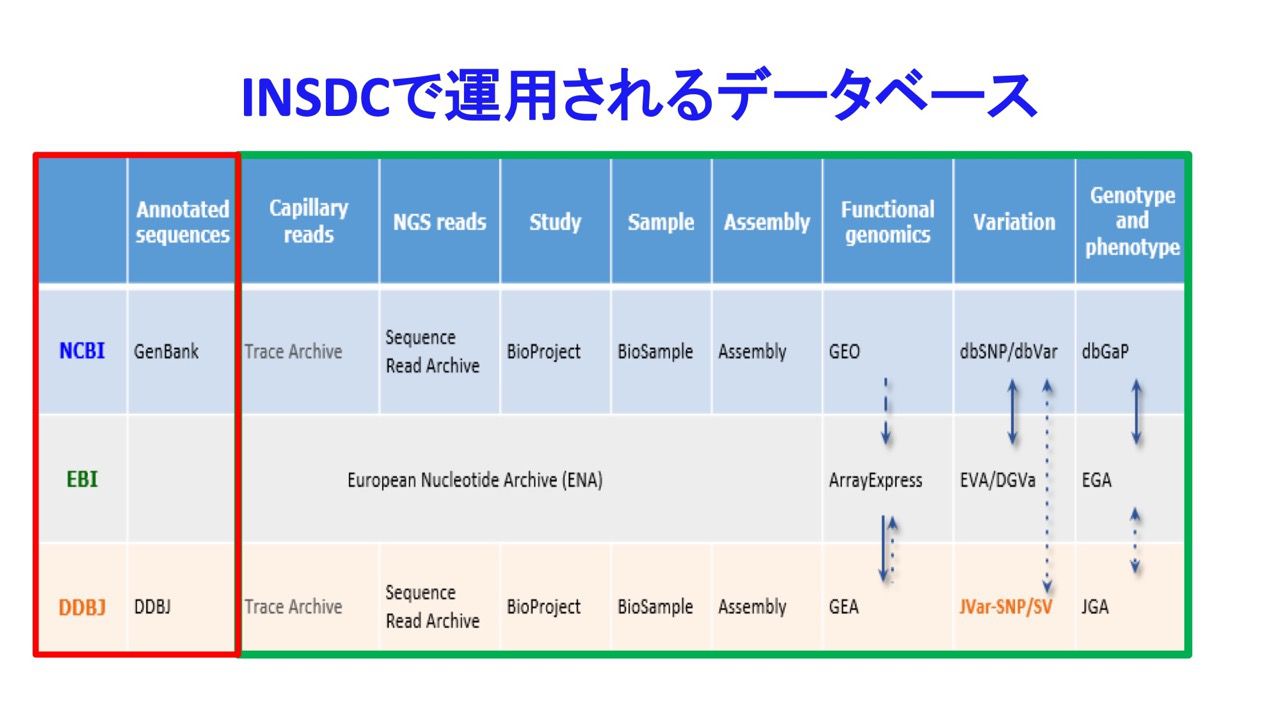 INSDCで運用されるデータベース
Annotated
sequences
Capillary
reads
NGS reads
Study
Sample
Assembly
Functional
genomics
Variation
Genotype
and
phenotype
NCBI
GenBank
Trace Archive
Sequence
Read Archive
BioProject
BioSample
Assembly
GEO
dbSNP/dbVar
dbGaP
EBI
European Nucleotide Archive (ENA)
ArrayExpress
EVA/DGVa
EGA
DDBJ
DDBJ
Trace Archive
Sequence
Read Archive
BioProject
BioSample
Assembly
GEA
JVar-SNP/SV
JGA